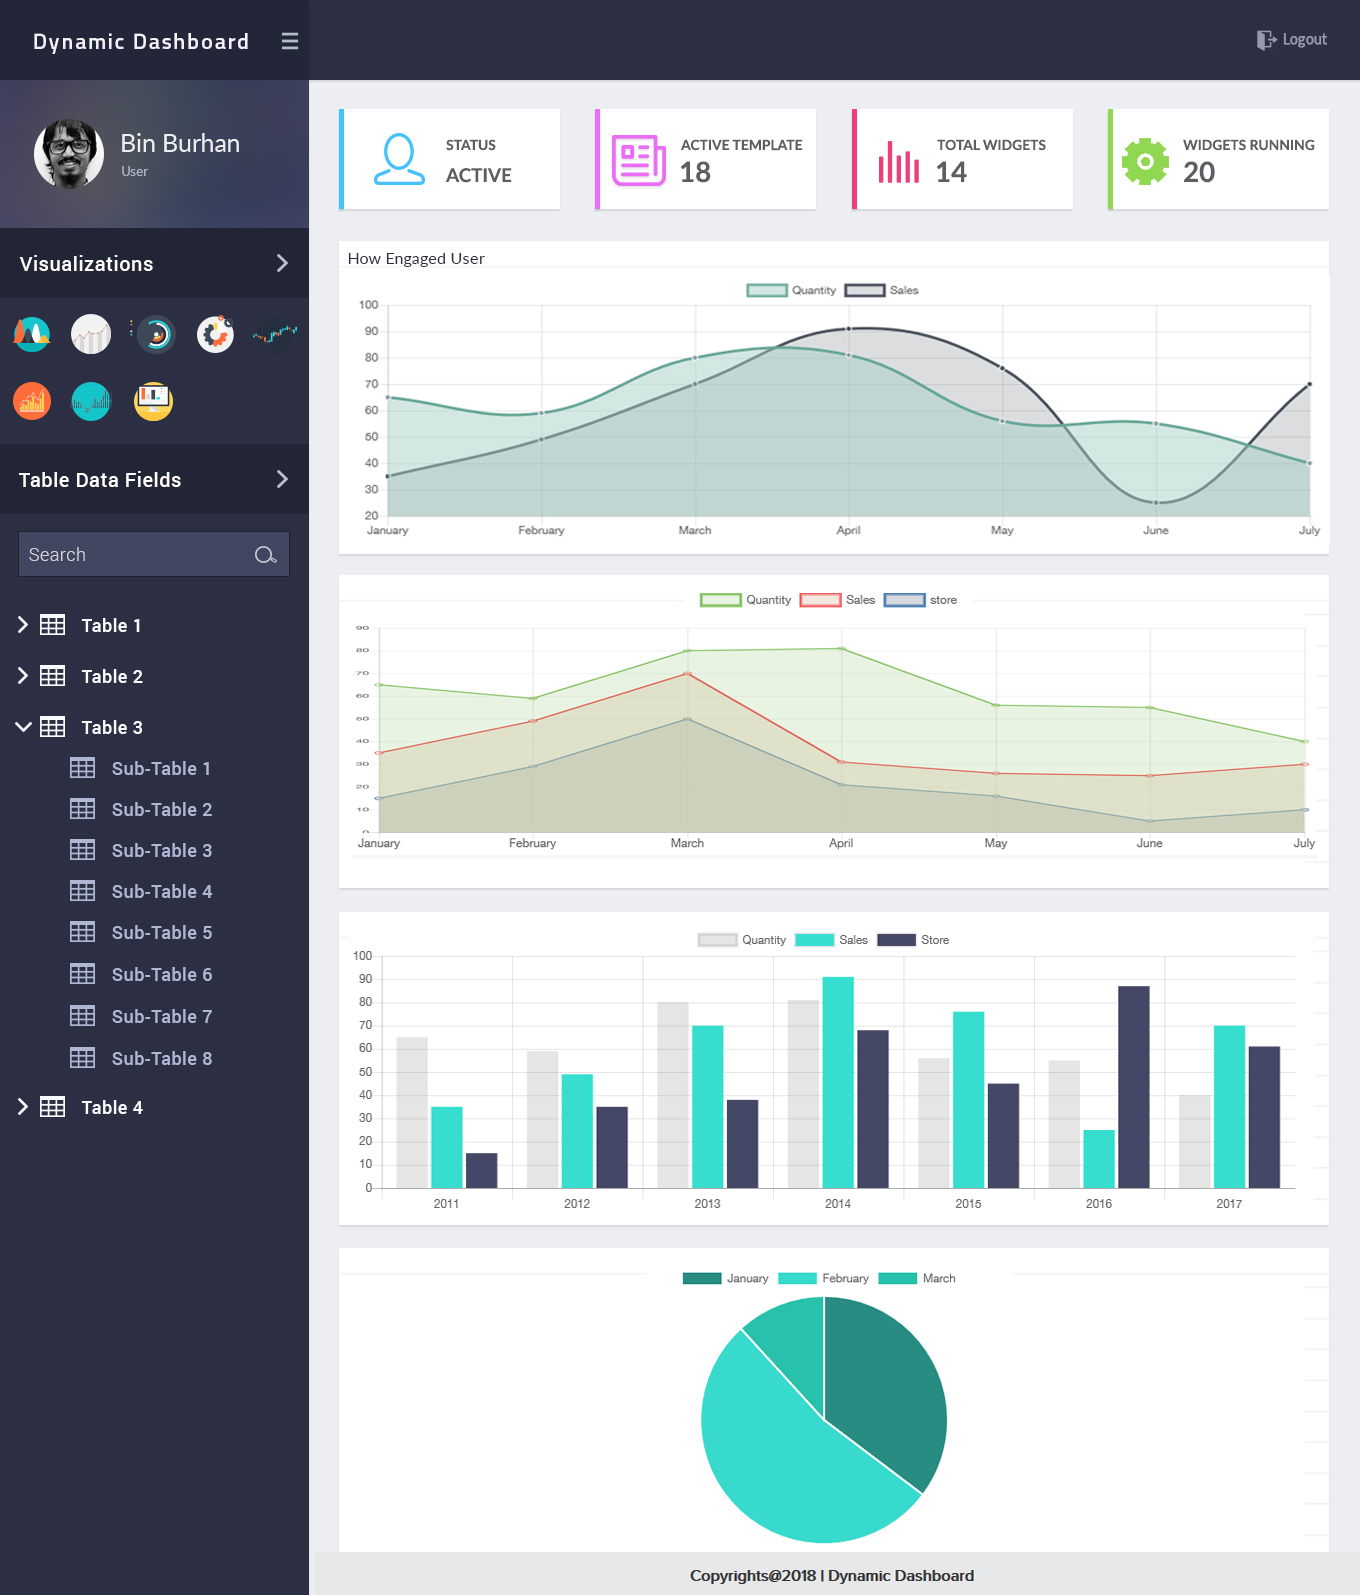 Dynamic Dashboard
Logout
Bin Burhan
User
Visualizations
Table Data Fields
Search
Table 1
Table 2
Table 3
Sub-Table 1
Sub-Table 2
Sub-Table 3
Sub-Table 4
Sub-Table 5
Sub-Table 6
Sub-Table 7
Sub-Table 8
Table 4
STATUS
ACTIVE
ACTIVE TEMPLATE
18
TOTAL WIDGETS
14
WIDGETS RUNNING
20
How Engaged User
Quantity Sales
100
90
80
70
60
50
40
30
20
January February March April May June July
Quantity Sales store
90
80
70
60
50
40
30
20
10
0
January February March April May June July
Quantity Sales Store
100
90
80
70
60
50
40
30
20
10
0
2011 2012 2013 2014 2015 2016 2017
January February March
Copyrights@2018 | Dynamic Dashboard